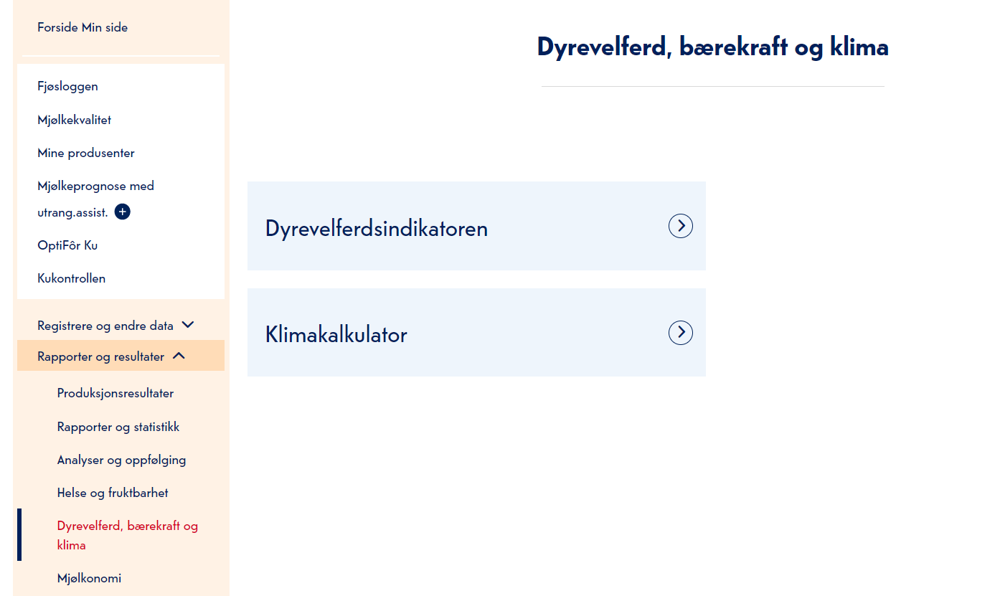 Forside Min side
Fjøsloggen
Mjølkekvalitet
Mine produsenter
Mjølkeprognose med
utrang.assist.
OptiFôr Ku
Kukontrollen
Registrere og endre data
Rapporter og resultater
Produksjonsresultater
Rapporter og statistikk
Analyser og oppfølging
Helse og fruktbarhet
Dyrevelferd, bærekraft og
klima
Mjølkonomi
Dyrevelferd, bærekraft og klima
Dyrevelferdsindikatoren
Klimakalkulator